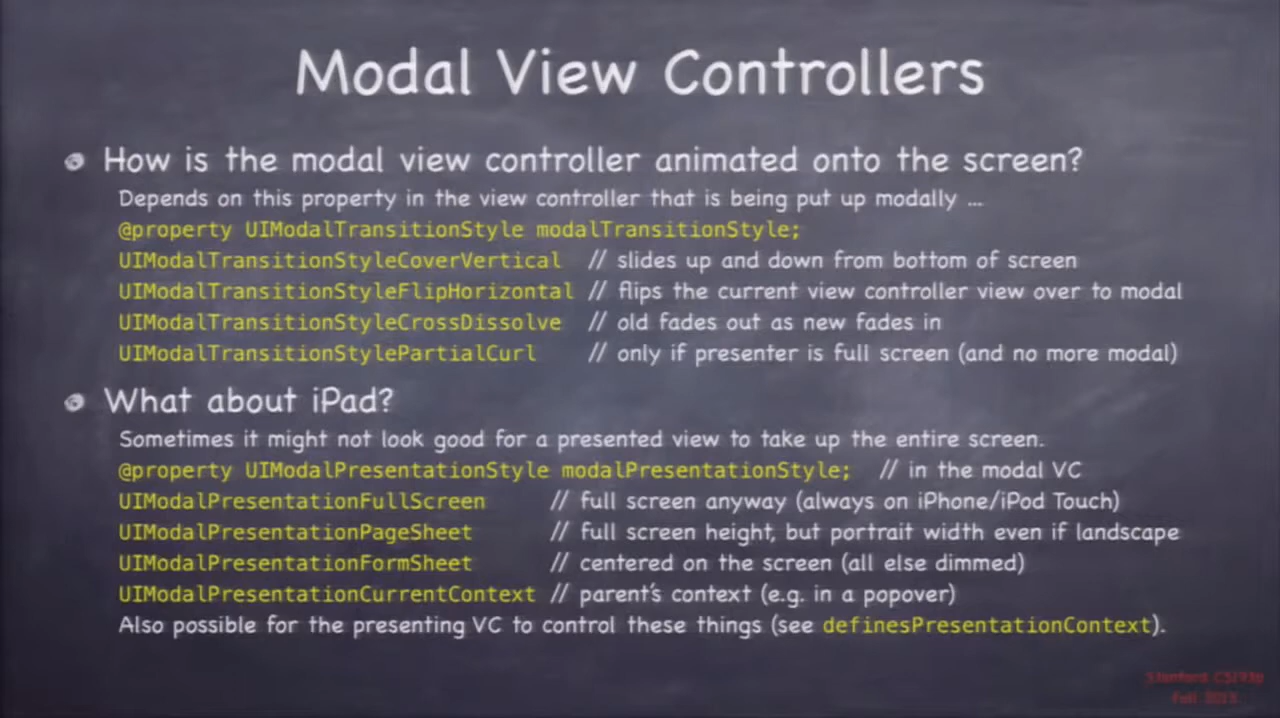 Modal View Controllers
How is the modal view controller animated onto the screen?
Depends on this property in the view controller that is being put up modally ...
@property UIModalTransitionStyle modalTransitionStyle;
UIModalTransitionStyleCoverVertical // slides up and down from bottom of screen
UIModalTransitionStyleFlipHorizontal // flips the current view controller view over to modal
UIModalTransitionStyleCrossDissolve // old fades out as new fades in
UIModalTransitionStylePartialCurl // only if presenter is full screen (and no more modal)
What about iPad?
Sometimes it might not look good for a presented view to take up the entire screen.
@property UIModalPresentationStyle modalPresentationStyle; // in the modal VC
UIModalPresentationFullScreen // full screen anyway (always on iPhone/iPod Touch)
UIModalPresentationPageSheet // full screen height, but portrait width even if landscape
UIModalPresentationFormSheet // centered on the screen (all else dimmed)
UIModalPresentationCurrentContext // parent's context (e.g. in a popover)
Also possible for the presenting VC to control these things (see definesPresentationContext).
Stanford CS193p
Fall 2013